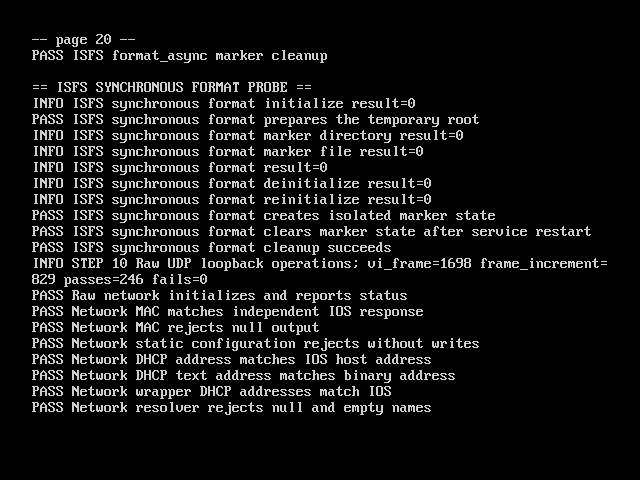 -- page 20 --
PASS ISFS format_async marker cleanup
== ISFS SYNCHRONOUS FORMAT PROBE ==
INFO ISFS synchronous format initialize result=0
PASS ISFS synchronous format prepares the temporary root
INFO ISFS synchronous format marker directory result=0
INFO ISFS synchronous format marker file result=0
INFO ISFS synchronous format result=0
INFO ISFS synchronous format deinitialize result=0
INFO ISFS synchronous format reinitialize result=0
PASS ISFS synchronous format creates isolated marker state
PASS ISFS synchronous format clears marker state after service restart
PASS ISFS synchronous format cleanup succeeds
INFO STEP 10 Raw UDP loopback operations; vi_frame=1698 frame_increment=
829 passes=246 fails=0
PASS Raw network initializes and reports status
PASS Network MAC matches independent IOS response
PASS Network MAC rejects null output
PASS Network static configuration rejects without writes
PASS Network DHCP address matches IOS host address
PASS Network DHCP text address matches binary address
PASS Network wrapper DHCP addresses match IOS
PASS Network resolver rejects null and empty names